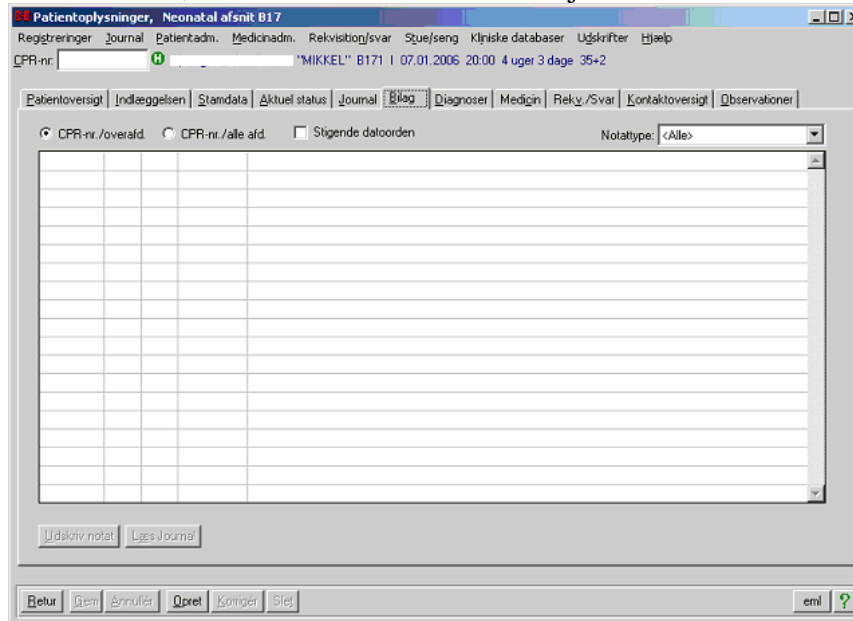 Patientoplysninger, Neonatal afsnit B17
Registreringer Journal Patientadm. Medicinadm. Rekvisition/svar Stue/seng Kliniske databaser Udskrifter Hjælp
CPR-nr: H "MIKKEL" B171 I 07.01.2006 20:00 4 uger 3 dage 35+2
Patientoversigt Indlæggelsen Stamdata Aktuel status Journal Bilag Diagnoser Medicin Rekv./Svar Kontaktoversigt Observationer
CPR-nr./overafd. CPR-nr./alle afd. Stigende datoorden Notattype: <Alle>
Udskriv notat Læs Journal
Retur Gem Annullér Opret Korrigér Slet eml ?